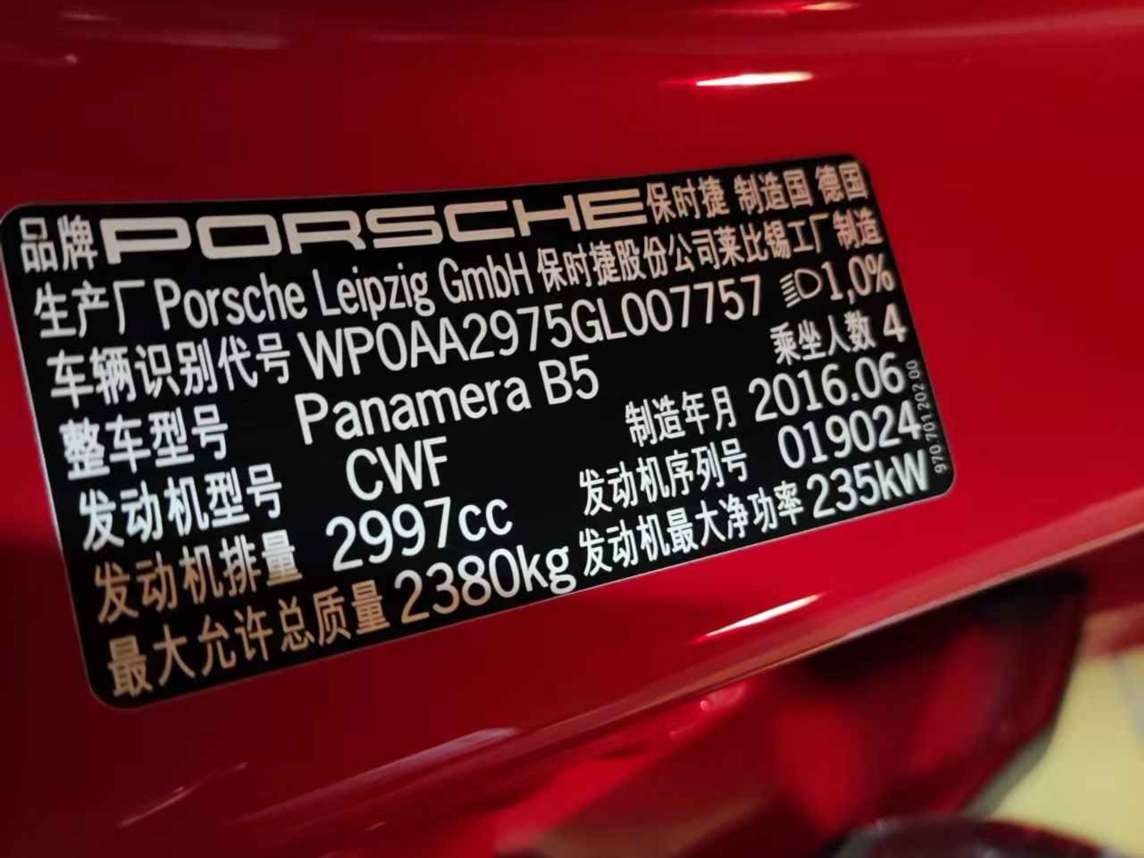 品牌 PORSCHE 保时捷 制造国 德国
生产厂 Porsche Leipzig GmbH 保时捷股份公司莱比锡工厂制造
车辆识别代号 WP0AA2975GL007757 1,0%
整车型号 Panamera B5 乘坐人数 4
发动机型号 CWF 制造年月 2016.06
发动机排量 2997cc 发动机序列号 019024
最大允许总质量 2380kg 发动机最大净功率 235kW
970.701.202.00